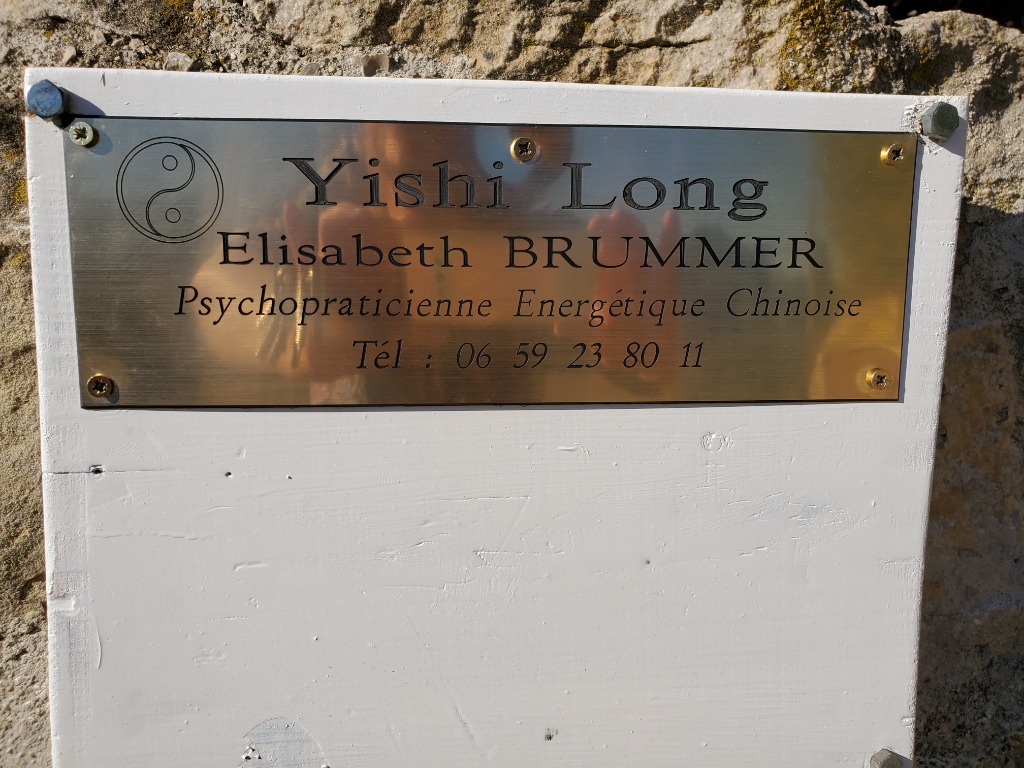 Yishi Long
Elisabeth BRUMMER
Psychopraticienne Energétique Chinoise
Tél : 06 59 23 80 11